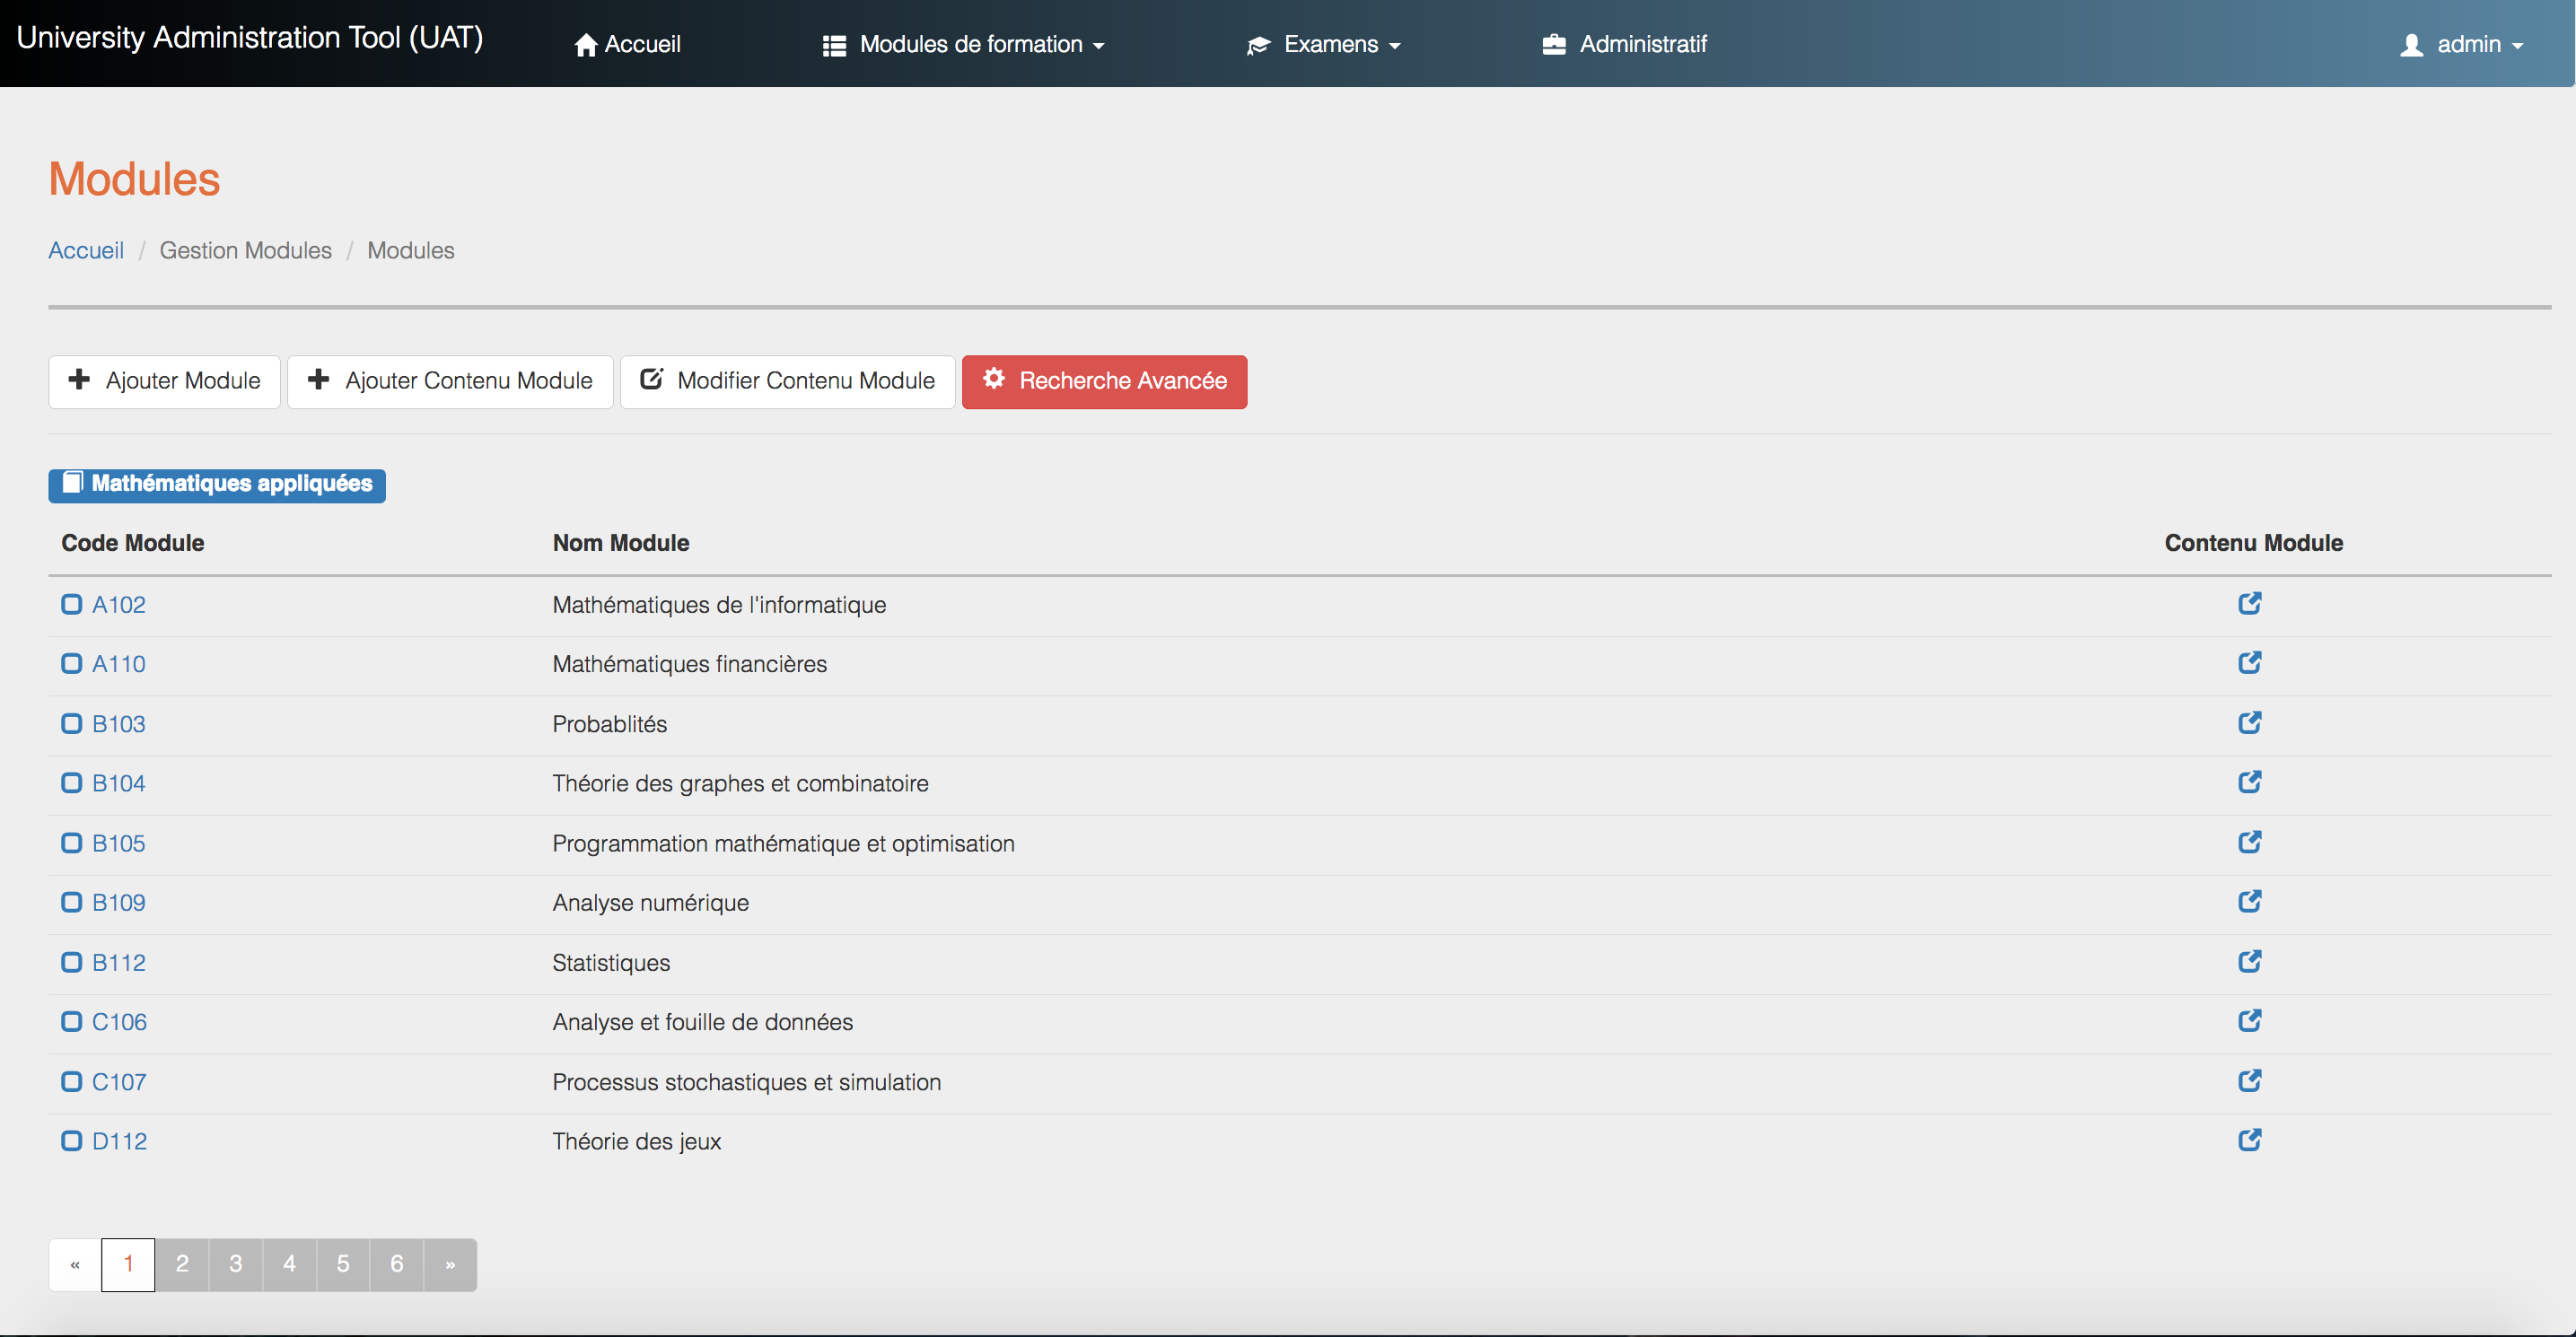 University Administration Tool (UAT) Accueil Modules de formation Examens Administratif admin
Modules
Accueil / Gestion Modules / Modules
Ajouter Module Ajouter Contenu Module Modifier Contenu Module Recherche Avancée
Mathématiques appliquées
Code Module Nom Module Contenu Module
A102 Mathématiques de l'informatique
A110 Mathématiques financières
B103 Probablités
B104 Théorie des graphes et combinatoire
B105 Programmation mathématique et optimisation
B109 Analyse numérique
B112 Statistiques
C106 Analyse et fouille de données
C107 Processus stochastiques et simulation
D112 Théorie des jeux
« 1 2 3 4 5 6 »